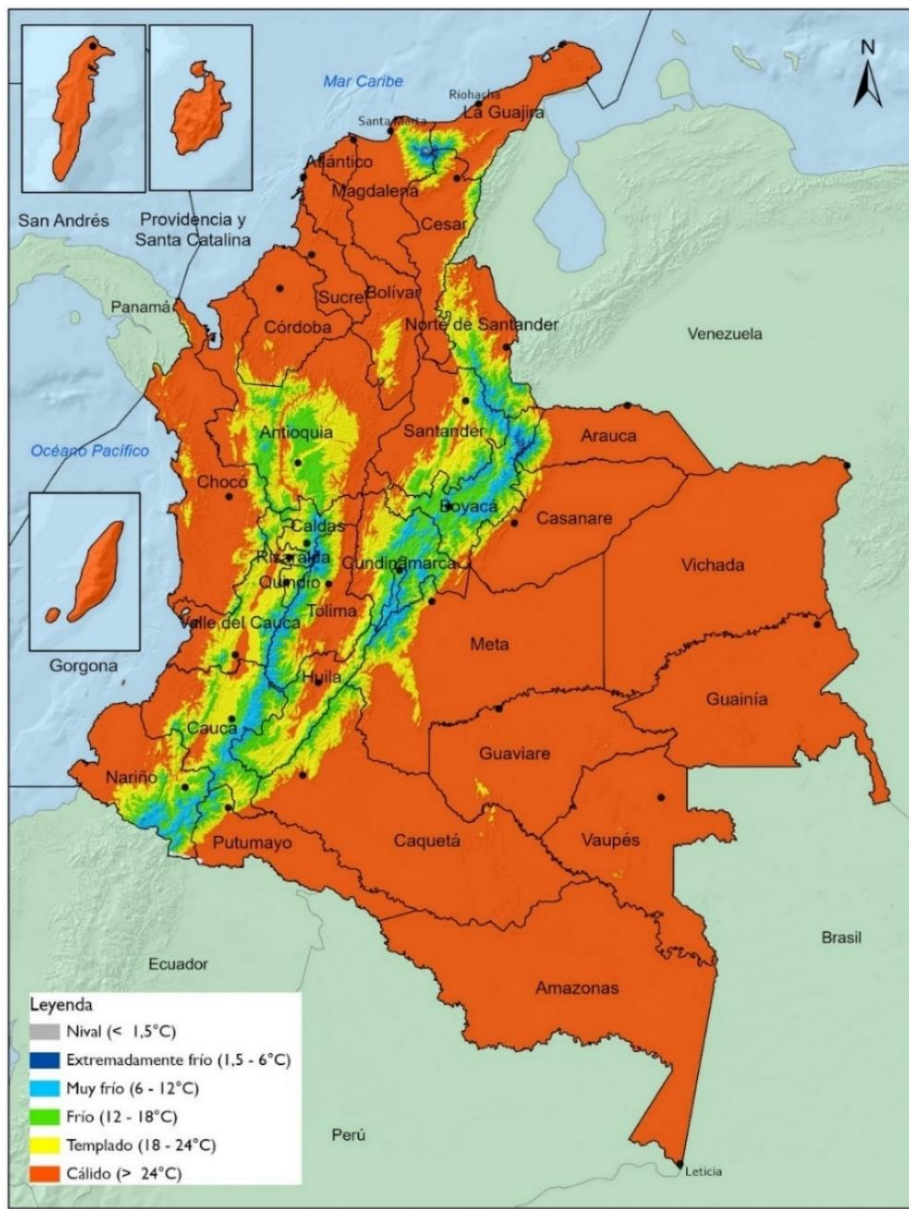 N
Mar Caribe
Riohacha
La Guajira
Santa Marta
Atlántico
Magdalena
Cesar
San Andrés
Providencia y
Santa Catalina
Panamá
Sucre
Bolívar
Córdoba
Norte de Santander
Venezuela
Antioquia
Santander
Arauca
Océano Pacífico
Chocó
Boyacá
Casanare
Caldas
Vichada
Risaralda
Cundinamarca
Quindío
Tolima
Valle del Cauca
Meta
Gorgona
Huila
Guainía
Cauca
Guaviare
Nariño
Putumayo
Caquetá
Vaupés
Brasil
Ecuador
Amazonas
Leyenda
Nival (< 1,5°C)
Extremadamente frío (1,5 - 6°C)
Muy frío (6 - 12°C)
Frío (12 - 18°C)
Templado (18 - 24°C)
Cálido (> 24°C)
Perú
Leticia